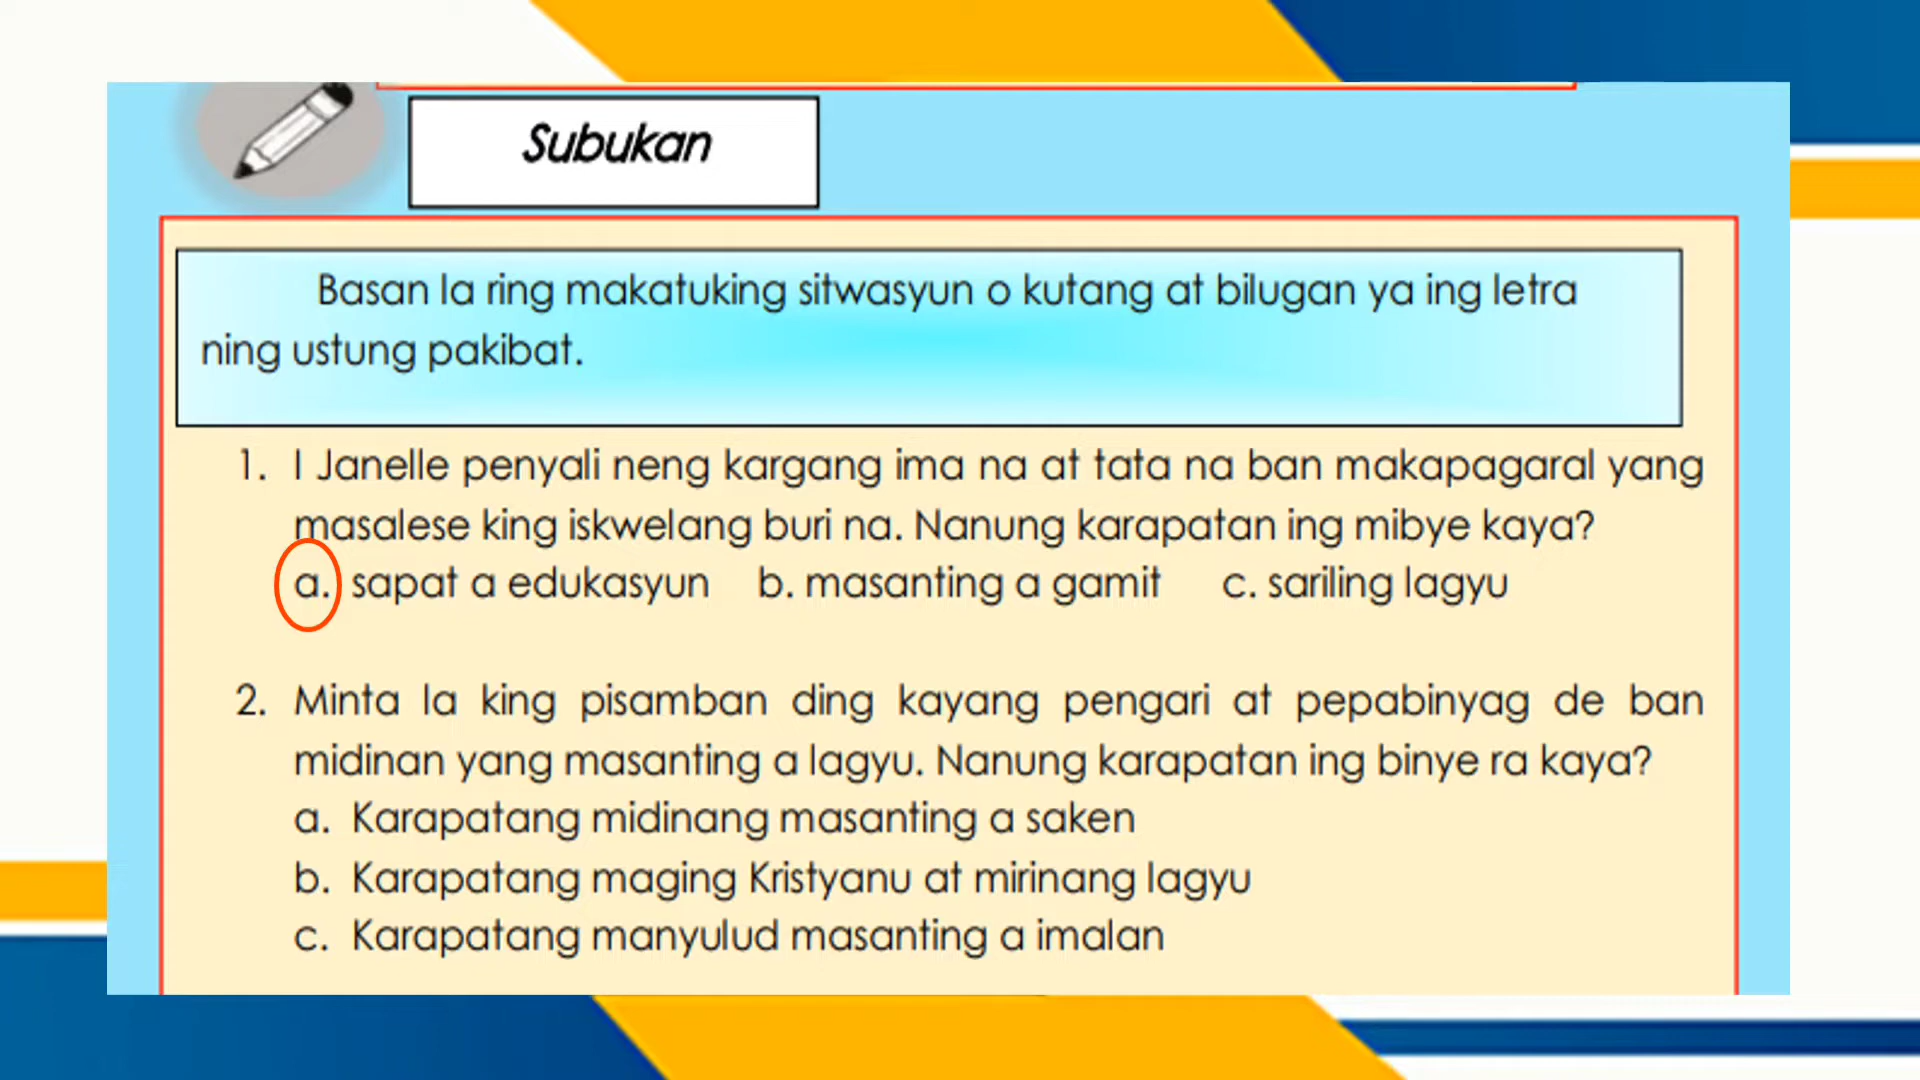 Subukan
Basan la ring makatuking sitwasyun o kutang at bilugan ya ing letra
ning ustung pakibat.
1. I Janelle penyali neng kargang ima na at tata na ban makapagaral yang
masalese king iskwelang buri na. Nanung karapatan ing mibye kaya?
a. sapat a edukasyun b. masanting a gamit c. sariling lagyu
2. Minta la king pisamban ding kayang pengari at pepabinyag de ban
midinan yang masanting a lagyu. Nanung karapatan ing binye ra kaya?
a. Karapatang midinang masanting a saken
b. Karapatang maging Kristyanu at mirinang lagyu
c. Karapatang manyulud masanting a imalan